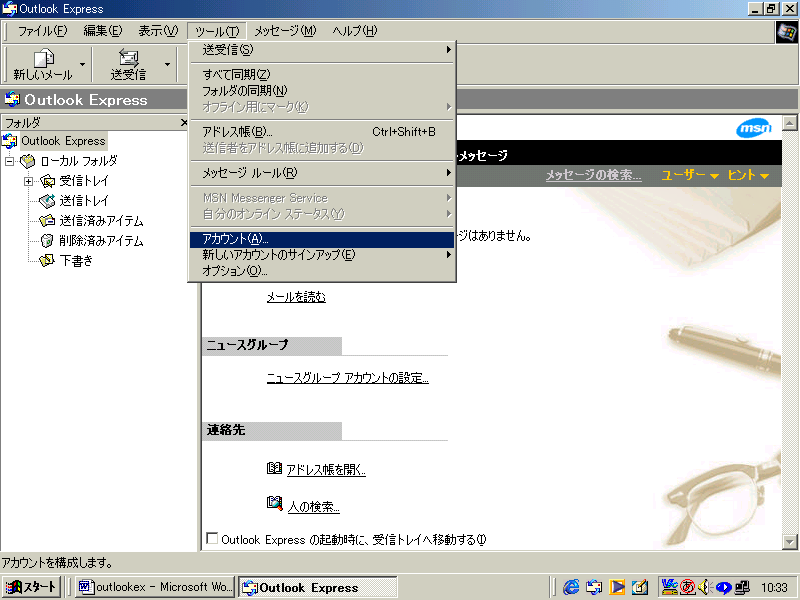 Outlook Express
ファイル(F) 編集(E) 表示(V) ツール(T) メッセージ(M) ヘルプ(H)
新しいメール 送受信
Outlook Express
フォルダ ×
Outlook Express
ローカル フォルダ
受信トレイ
送信トレイ
送信済みアイテム
削除済みアイテム
下書き
送受信(S)
すべて同期(Z)
フォルダの同期(N)
オフライン用にマーク(K)
アドレス帳(B)... Ctrl+Shift+B
送信者をアドレス帳に追加する(D)
メッセージ ルール(R)
MSN Messenger Service
自分のオンライン ステータス(Y)
アカウント(A)...
新しいアカウントのサインアップ(E)
オプション(O)...
msn
メッセージ
メッセージの検索... ユーザー ヒント
ジはありません。
メールを読む
ニュースグループ
ニュースグループ アカウントの設定...
連絡先
アドレス帳を開く...
人の検索...
Outlook Express の起動時に、受信トレイへ移動する(I)
アカウントを構成します。
スタート outlookex - Microsoft Wo... Outlook Express 10:33